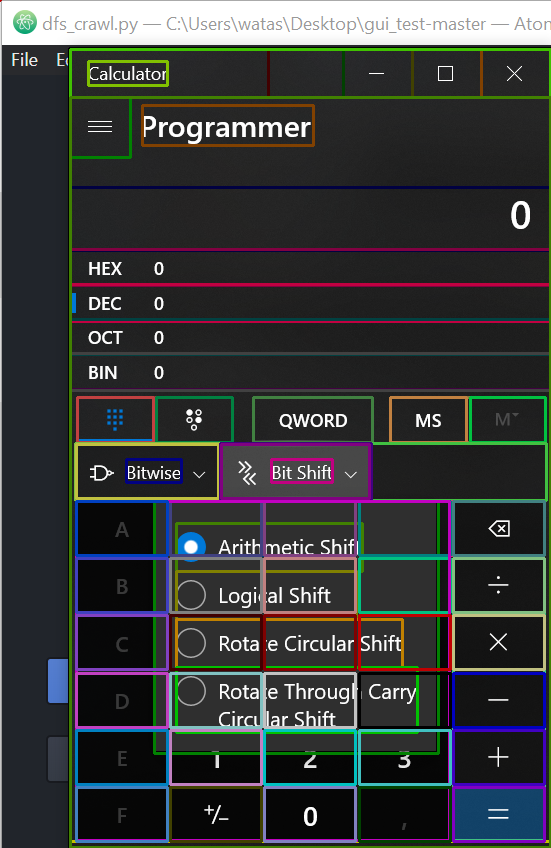 dfs_crawl.py — C:\Users\watas\Desktop\gui_test-master — Atom
File
Calculator
Programmer
0
HEX 0
DEC 0
OCT 0
BIN 0
QWORD MS M
Bitwise Bit Shift
A Arithmetic Shift
B Logical Shift ÷
C Rotate Circular Shift ×
D Rotate Through Carry −
Circular Shift
E 1 2 3 +
F +/− 0 , =